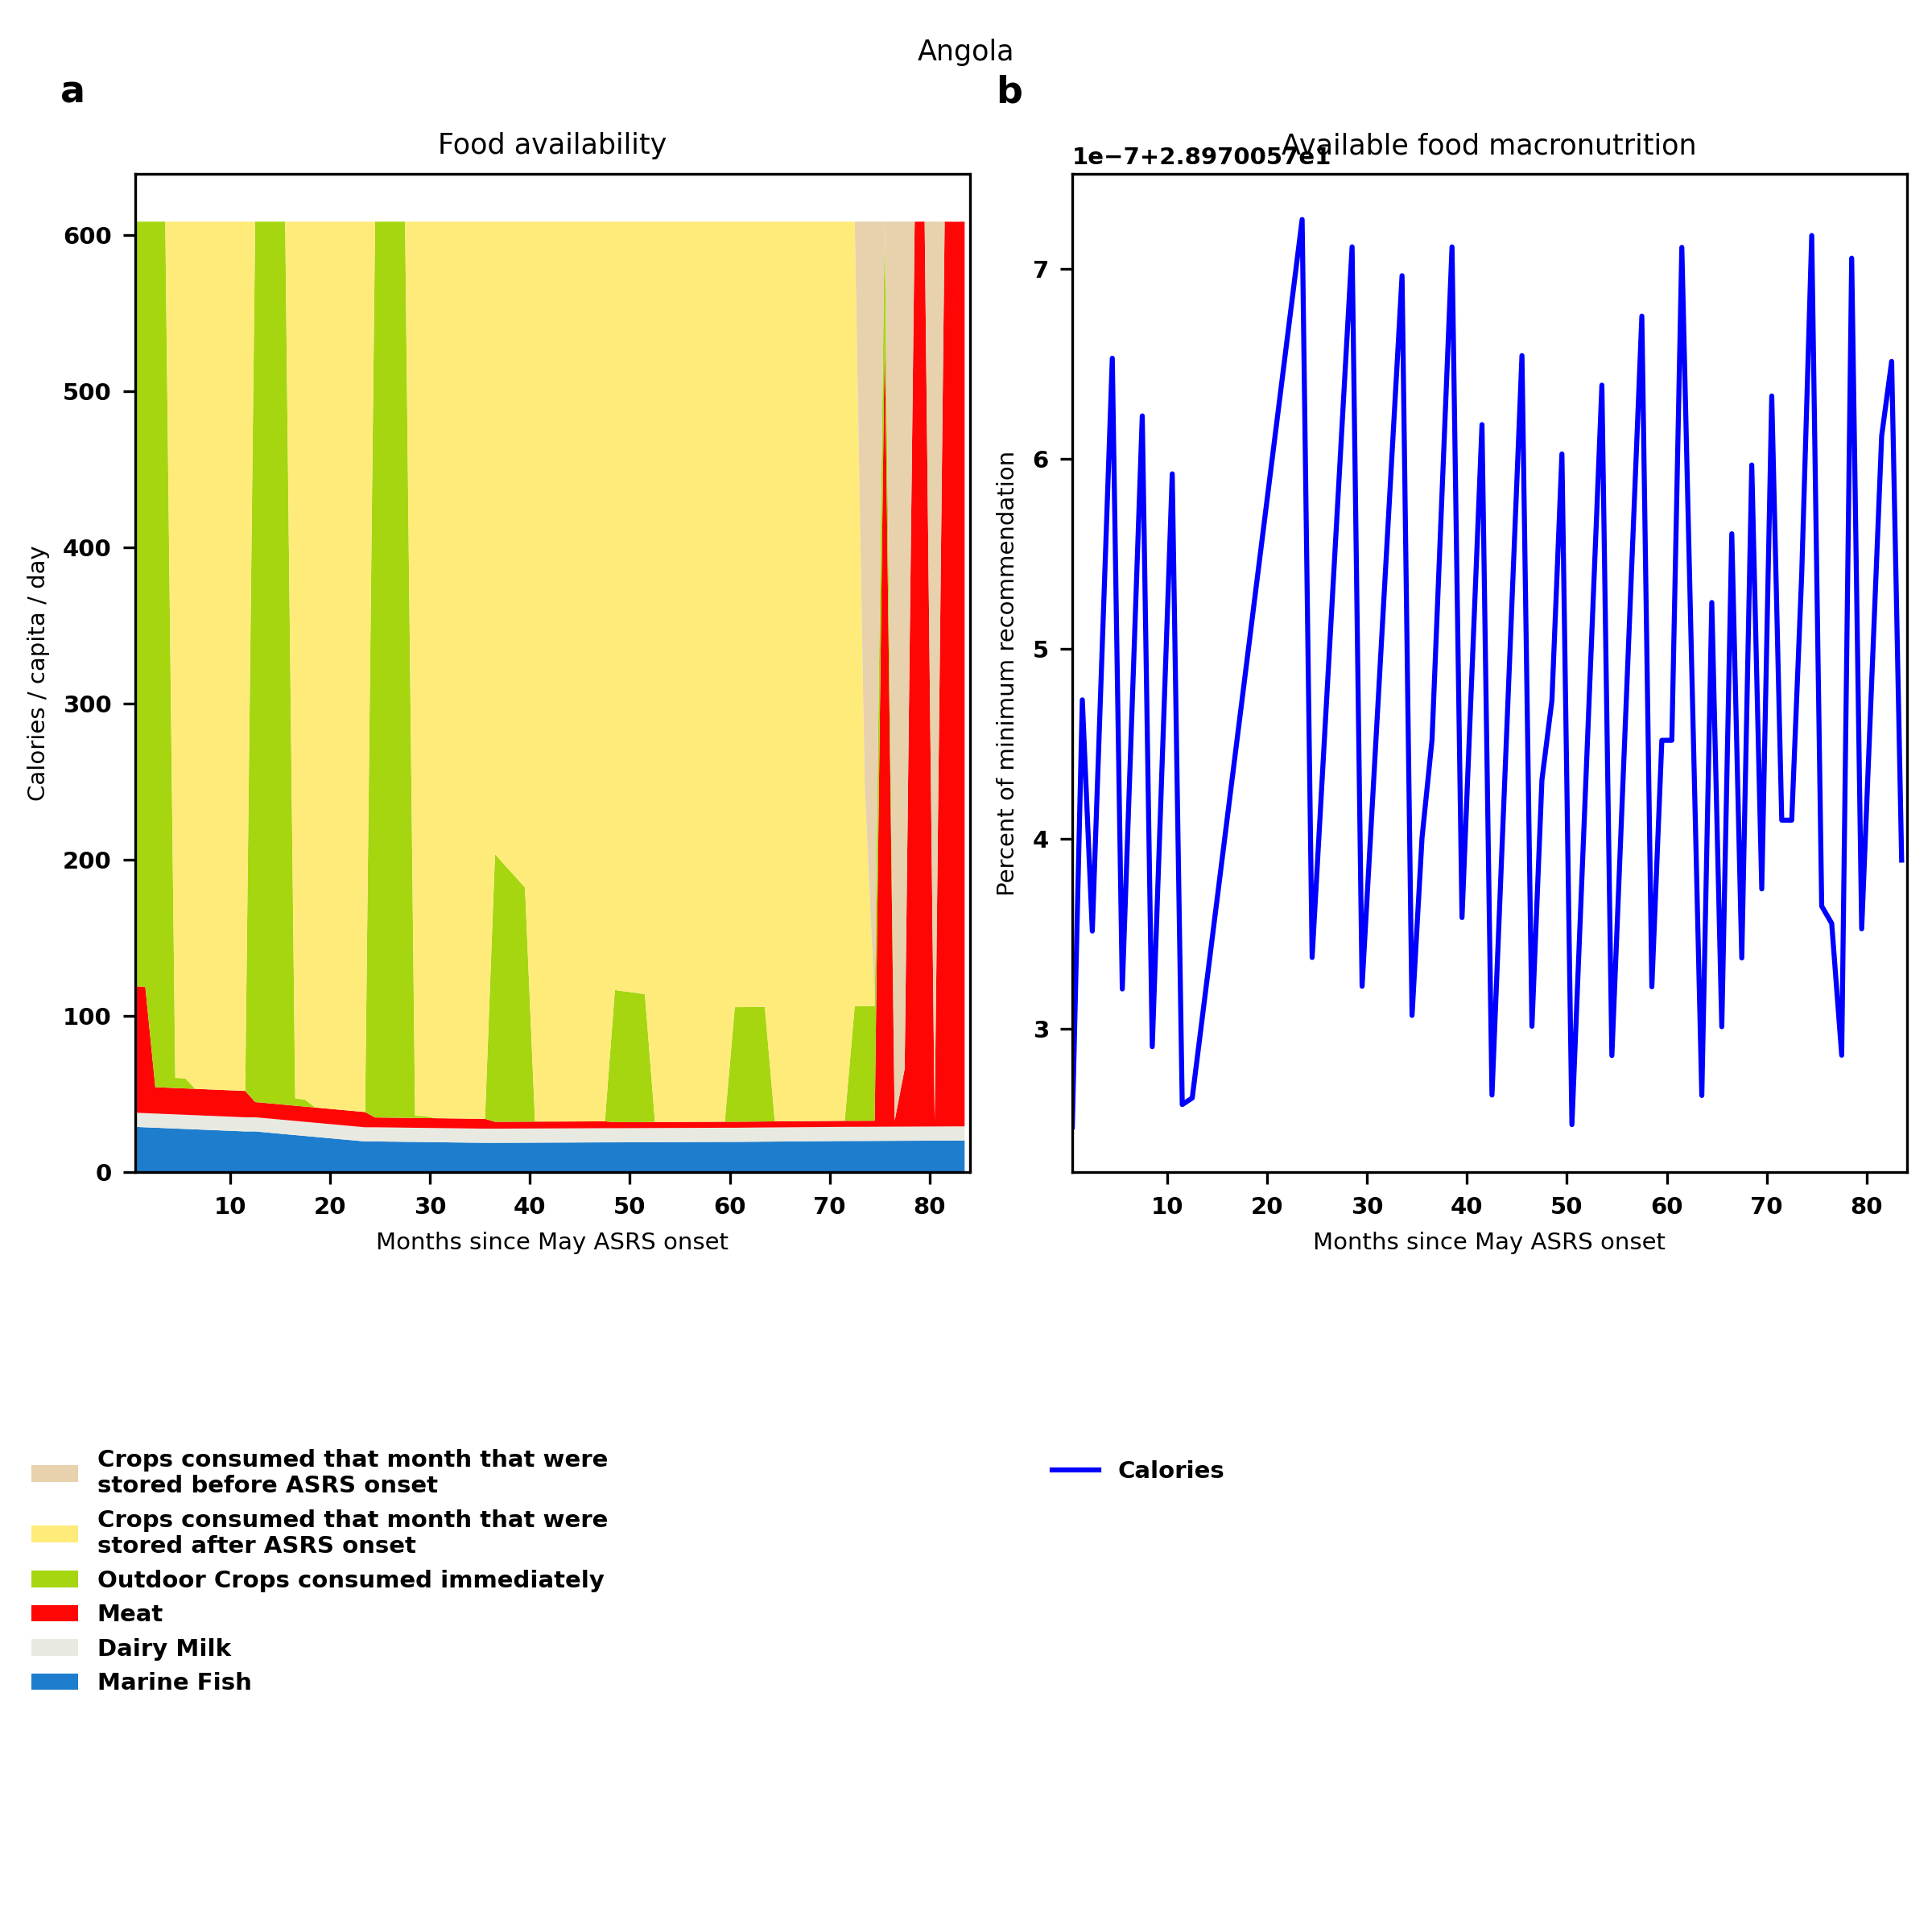 Angola
a
b
Food availability
Available food macronutrition
1e−7+2.8970057e1
Calories / capita / day
600
500
400
300
200
100
0
10 20 30 40 50 60 70 80
Months since May ASRS onset
Percent of minimum recommendation
7
6
5
4
3
10 20 30 40 50 60 70 80
Months since May ASRS onset
Crops consumed that month that were
stored before ASRS onset
Crops consumed that month that were
stored after ASRS onset
Outdoor Crops consumed immediately
Meat
Dairy Milk
Marine Fish
Calories